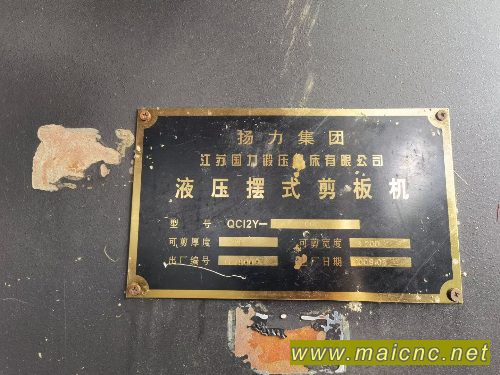 扬力集团
江苏国力锻压机床有限公司
液压摆式剪板机
型 号 QC12Y-
可剪厚度 可剪宽度
出厂编号 出厂日期
www.maicnc.net